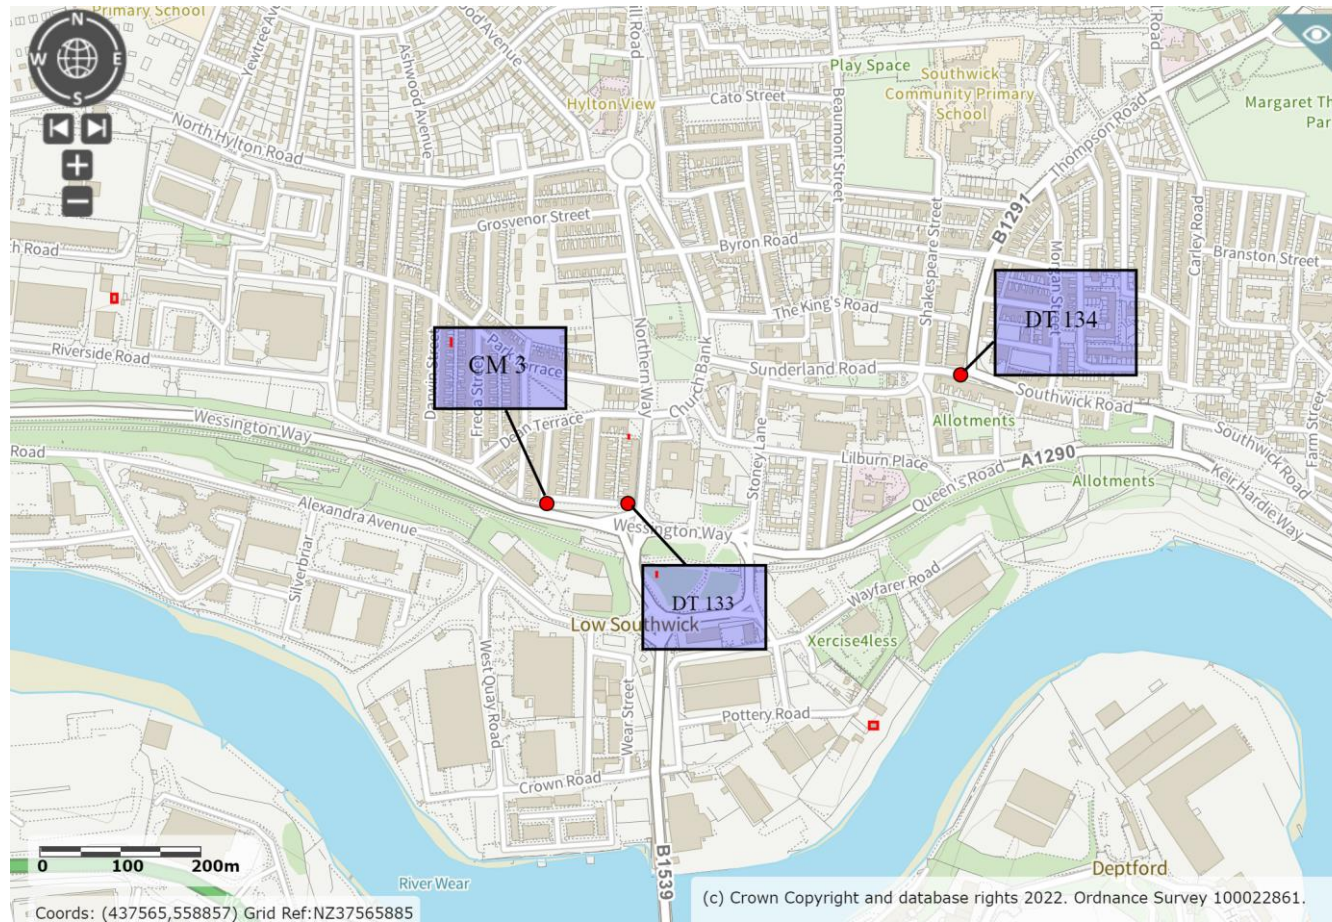 Primary School
Yewtree Avenue
Ashwood Avenue
ood Avenue
ill Road
Road
N
W
E
S
Play Space
Southwick
Community Primary
School
Cato Street
Hylton View
Beaumont Street
Thompson Road
Margaret Th
Par
North Hylton Road
Grosvenor Street
Byron Road
Shakespeare Street
B1291
Morgan Street
Carley Road
Branston Street
th Road
The King's Road
DT 134
Riverside Road
Darwin Street
CM 3
Freda Street
Park Terrace
Northern Way
Church Bank
Sunderland Road
Southwick Road
Wessington Way
Dean Terrace
Stoney Lane
Allotments
Lilburn Place
Queen's Road
A1290
Allotments
Southwick Road
Farm Street
Keir Hardie Way
Road
Alexandra Avenue
Wessington Way
Silverbriar
DT 133
Low Southwick
Wayfarer Road
Xercise4less
West Quay Road
Wear Street
Pottery Road
Crown Road
B1539
0 100 200m
River Wear
Deptford
Coords: (437565,558857) Grid Ref:NZ37565885
(c) Crown Copyright and database rights 2022. Ordnance Survey 100022861.